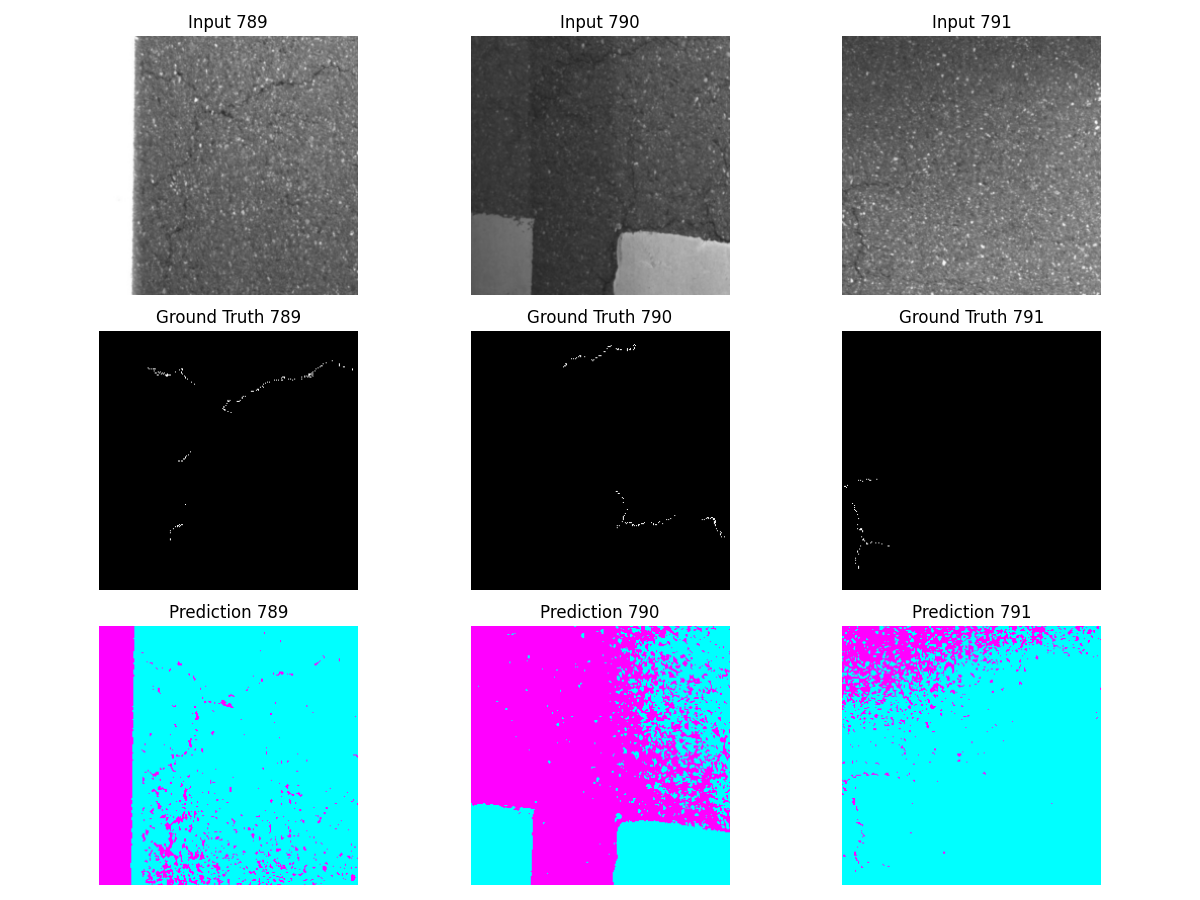 Input 789
Input 790
Input 791
Ground Truth 789
Ground Truth 790
Ground Truth 791
Prediction 789
Prediction 790
Prediction 791